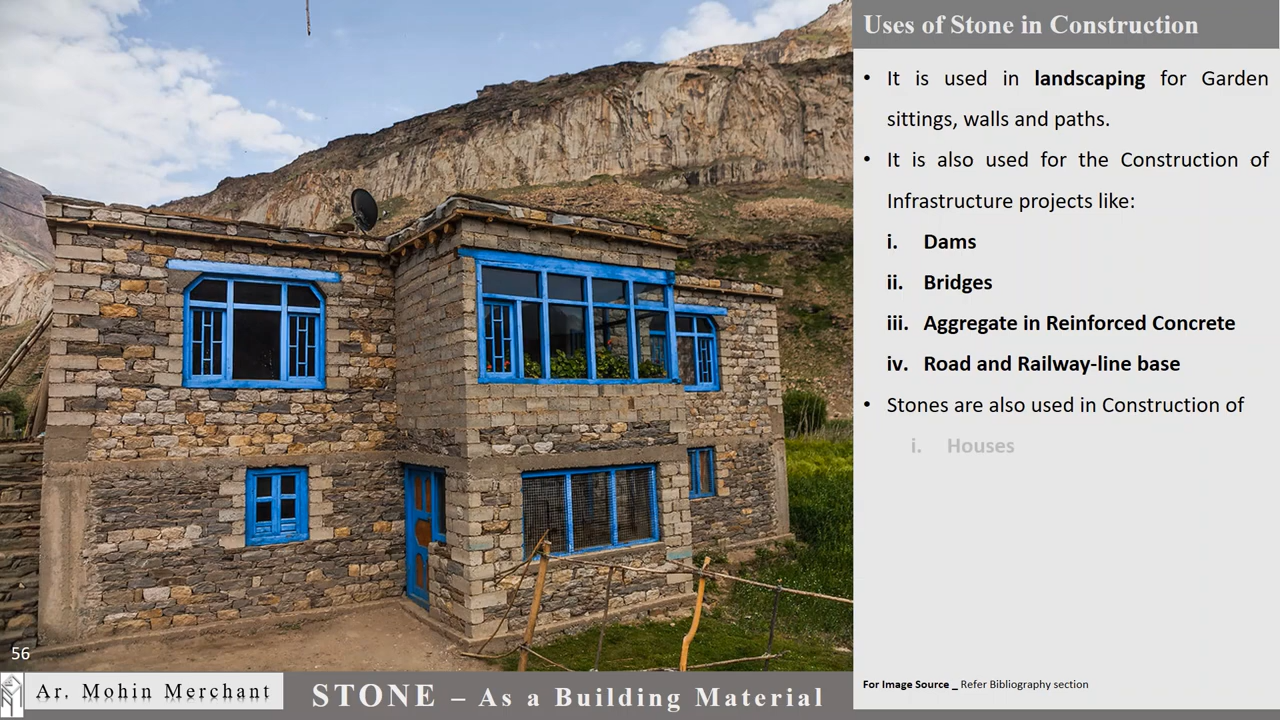 Uses of Stone in Construction
• It is used in landscaping for Garden
sittings, walls and paths.
• It is also used for the Construction of
Infrastructure projects like:
i. Dams
ii. Bridges
iii. Aggregate in Reinforced Concrete
iv. Road and Railway-line base
• Stones are also used in Construction of
i. Houses
For Image Source _ Refer Bibliography section
56
Ar. Mohin Merchant
STONE – As a Building Material